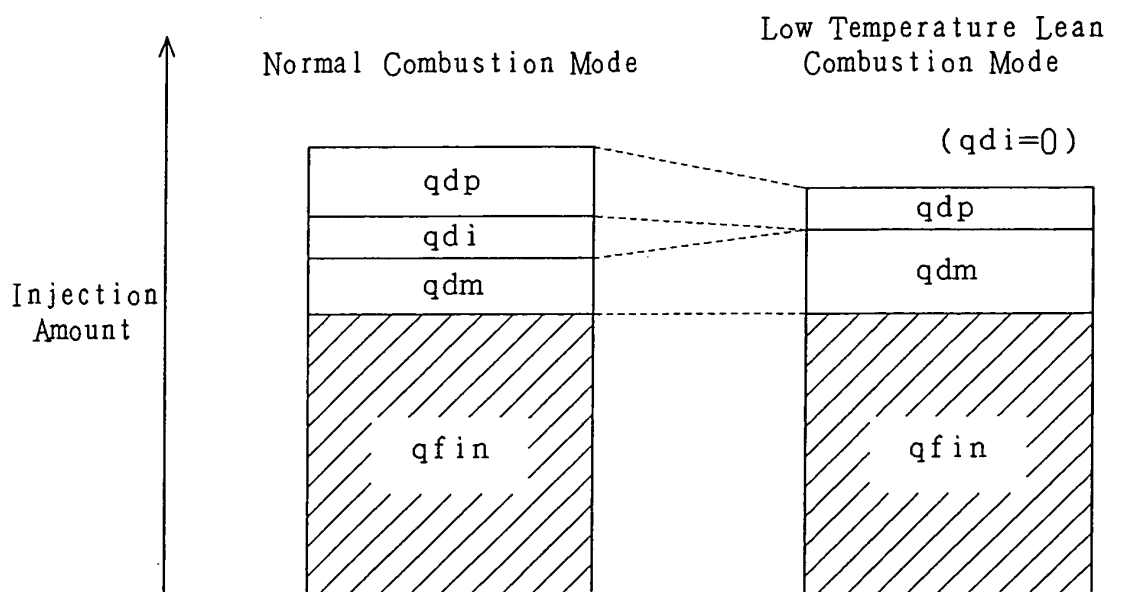 Normal Combustion Mode
Low Temperature Lean
Combustion Mode
(qdi=0)
qdp
qdi
qdm
qfin
qdp
qdm
qfin
Injection
Amount